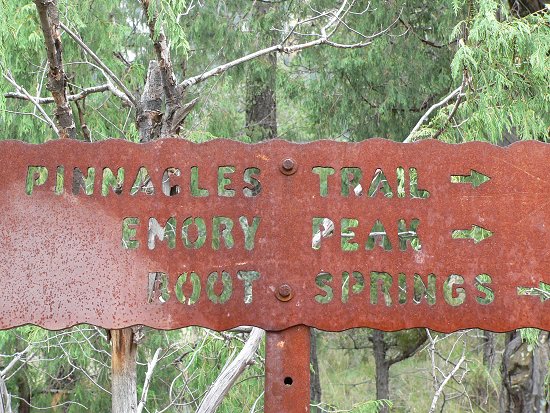 PINNACLES TRAIL →
EMORY PEAK →
BOOT SPRINGS →